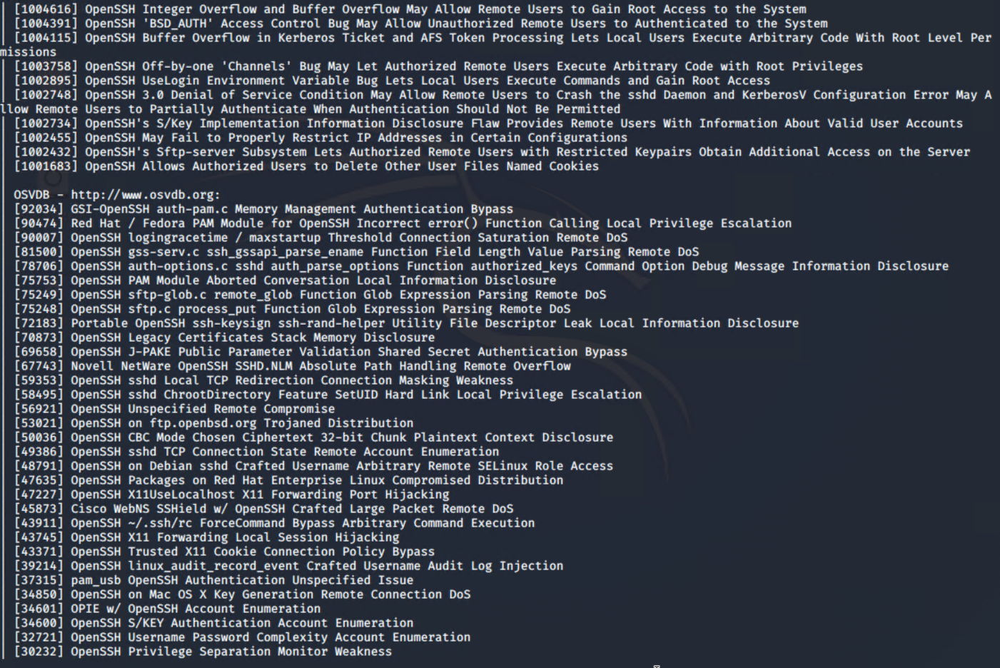 [1004616] OpenSSH Integer Overflow and Buffer Overflow May Allow Remote Users to Gain Root Access to the System
[1004391] OpenSSH 'BSD_AUTH' Access Control Bug May Allow Unauthorized Remote Users to Authenticated to the System
[1004115] OpenSSH Buffer Overflow in Kerberos Ticket and AFS Token Processing Lets Local Users Execute Arbitrary Code With Root Level Per
missions
[1003758] OpenSSH Off-by-one 'Channels' Bug May Let Authorized Remote Users Execute Arbitrary Code with Root Privileges
[1002895] OpenSSH UseLogin Environment Variable Bug Lets Local Users Execute Commands and Gain Root Access
[1002748] OpenSSH 3.0 Denial of Service Condition May Allow Remote Users to Crash the sshd Daemon and KerberosV Configuration Error May A
llow Remote Users to Partially Authenticate When Authentication Should Not Be Permitted
[1002734] OpenSSH's S/Key Implementation Information Disclosure Flaw Provides Remote Users With Information About Valid User Accounts
[1002455] OpenSSH May Fail to Properly Restrict IP Addresses in Certain Configurations
[1002432] OpenSSH's Sftp-server Subsystem Lets Authorized Remote Users with Restricted Keypairs Obtain Additional Access on the Server
[1001683] OpenSSH Allows Authorized Users to Delete Other User Files Named Cookies
OSVDB - http://www.osvdb.org:
[92034] GSI-OpenSSH auth-pam.c Memory Management Authentication Bypass
[90474] Red Hat / Fedora PAM Module for OpenSSH Incorrect error() Function Calling Local Privilege Escalation
[90007] OpenSSH logingracetime / maxstartup Threshold Connection Saturation Remote DoS
[81500] OpenSSH gss-serv.c ssh_gssapi_parse_ename Function Field Length Value Parsing Remote DoS
[78706] OpenSSH auth-options.c sshd auth_parse_options Function authorized_keys Command Option Debug Message Information Disclosure
[75753] OpenSSH PAM Module Aborted Conversation Local Information Disclosure
[75249] OpenSSH sftp-glob.c remote_glob Function Glob Expression Parsing Remote DoS
[75248] OpenSSH sftp.c process_put Function Glob Expression Parsing Remote DoS
[72183] Portable OpenSSH ssh-keysign ssh-rand-helper Utility File Descriptor Leak Local Information Disclosure
[70873] OpenSSH Legacy Certificates Stack Memory Disclosure
[69658] OpenSSH J-PAKE Public Parameter Validation Shared Secret Authentication Bypass
[67743] Novell NetWare OpenSSH SSHD.NLM Absolute Path Handling Remote Overflow
[59353] OpenSSH sshd Local TCP Redirection Connection Masking Weakness
[58495] OpenSSH sshd ChrootDirectory Feature SetUID Hard Link Local Privilege Escalation
[56921] OpenSSH Unspecified Remote Compromise
[53021] OpenSSH on ftp.openbsd.org Trojaned Distribution
[50036] OpenSSH CBC Mode Chosen Ciphertext 32-bit Chunk Plaintext Context Disclosure
[49386] OpenSSH sshd TCP Connection State Remote Account Enumeration
[48791] OpenSSH on Debian sshd Crafted Username Arbitrary Remote SELinux Role Access
[47635] OpenSSH Packages on Red Hat Enterprise Linux Compromised Distribution
[47227] OpenSSH X11UseLocalhost X11 Forwarding Port Hijacking
[45873] Cisco WebNS SSHield w/ OpenSSH Crafted Large Packet Remote DoS
[43911] OpenSSH ~/.ssh/rc ForceCommand Bypass Arbitrary Command Execution
[43745] OpenSSH X11 Forwarding Local Session Hijacking
[43371] OpenSSH Trusted X11 Cookie Connection Policy Bypass
[39214] OpenSSH linux_audit_record_event Crafted Username Audit Log Injection
[37315] pam_usb OpenSSH Authentication Unspecified Issue
[34850] OpenSSH on Mac OS X Key Generation Remote Connection DoS
[34601] OPIE w/ OpenSSH Account Enumeration
[34600] OpenSSH S/KEY Authentication Account Enumeration
[32721] OpenSSH Username Password Complexity Account Enumeration
[30232] OpenSSH Privilege Separation Monitor Weakness